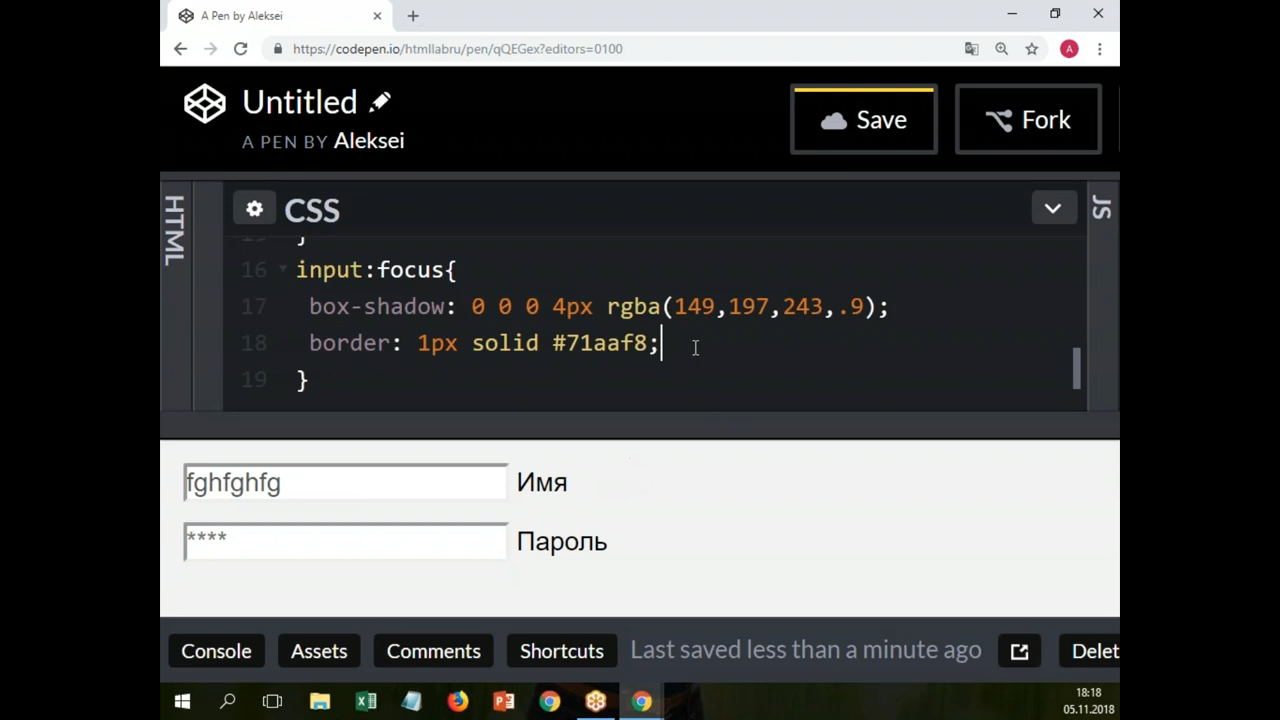 A Pen by Aleksei
https://codepen.io/htmllabru/pen/qQEGex?editors=0100
A
Untitled
A PEN BY Aleksei
Save
Fork
HTML
CSS
JS
15 }
16 input:focus{
17 box-shadow: 0 0 0 4px rgba(149,197,243,.9);
18 border: 1px solid #71aaf8;
19 }
fghfghfg Имя
**** Пароль
Console Assets Comments Shortcuts Last saved less than a minute ago Delet
18:18
05.11.2018